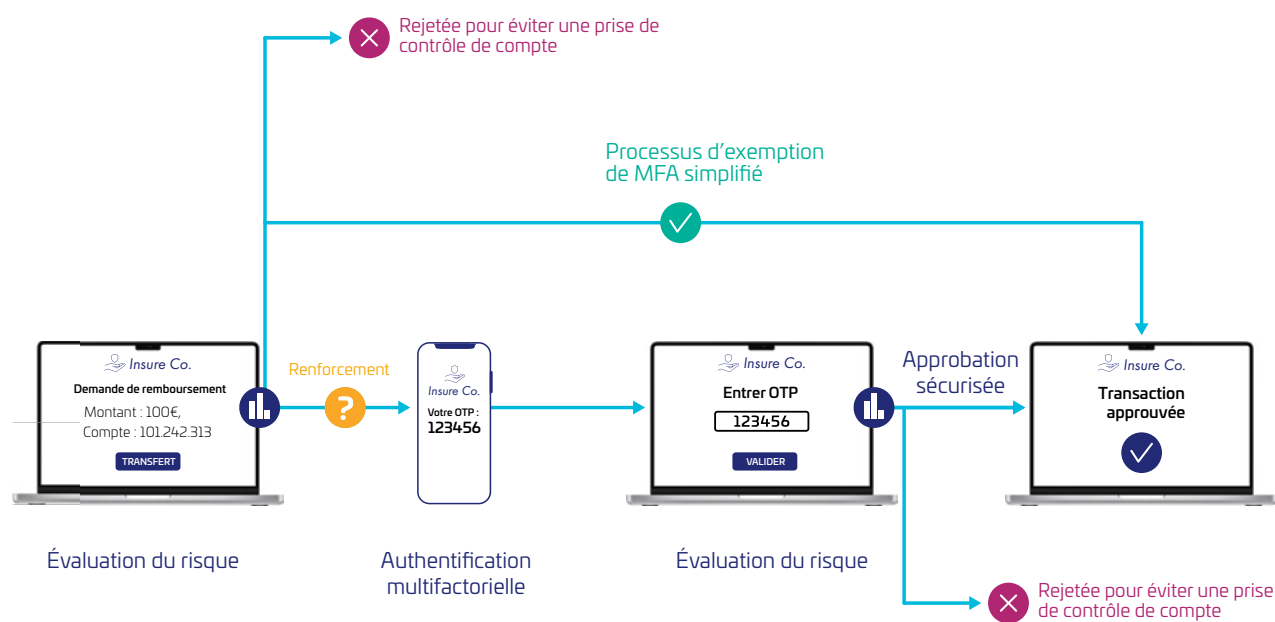 Rejetée pour éviter une prise de
contrôle de compte
Processus d’exemption
de MFA simplifié
Insure Co.
Demande de remboursement
Montant : 100€,
Compte : 101.242.313
TRANSFERT
Renforcement
?
Insure Co.
Votre OTP :
123456
Insure Co.
Entrer OTP
123456
VALIDER
Approbation
sécurisée
Insure Co.
Transaction
approuvée
Évaluation du risque
Authentification
multifactorielle
Évaluation du risque
Rejetée pour éviter une prise
de contrôle de compte